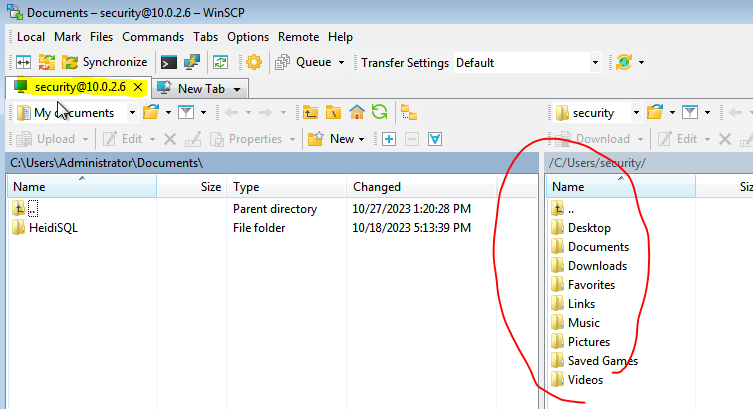 Documents – security@10.0.2.6 – WinSCP
Local Mark Files Commands Tabs Options Remote Help
Synchronize Queue Transfer Settings Default
security@10.0.2.6 × New Tab
My documents security
Upload Edit Properties New Download Edit
C:\Users\Administrator\Documents\ /C/Users/security/
Name Size Type Changed Name
.. Parent directory 10/27/2023 1:20:28 PM ..
HeidiSQL File folder 10/18/2023 5:13:39 PM Desktop
Documents
Downloads
Favorites
Links
Music
Pictures
Saved Games
Videos